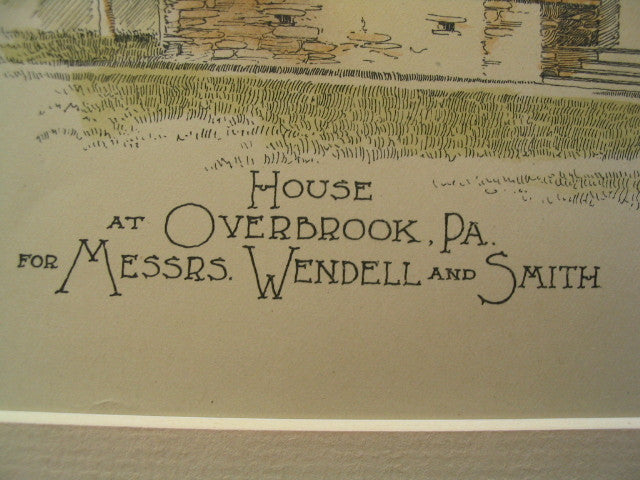 HOUSE
AT OVERBROOK, PA.
FOR MESSRS. WENDELL AND SMITH